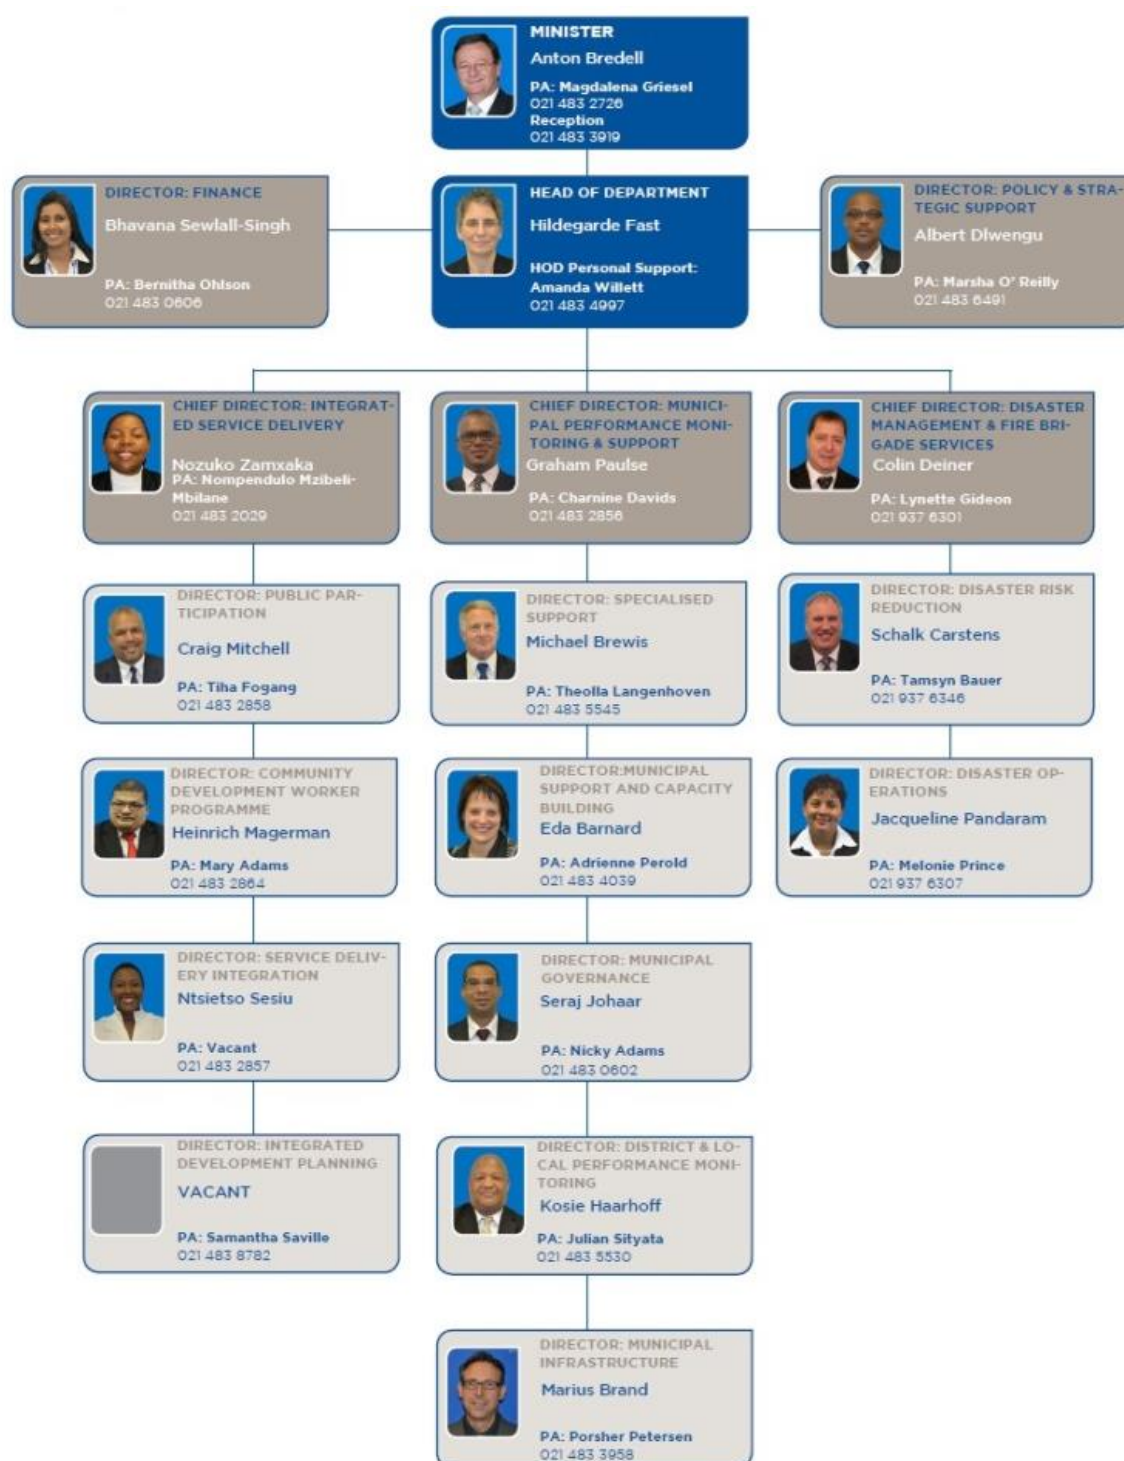 MINISTER
Anton Bredell
PA: Magdalena Griesel
021 483 2726
Reception
021 483 3919
DIRECTOR: FINANCE
Bhavana Sewlall-Singh
PA: Bernitha Ohlson
021 483 0606
HEAD OF DEPARTMENT
Hildegarde Fast
HOD Personal Support:
Amanda Willett
021 483 4997
DIRECTOR: POLICY & STRA-
TEGIC SUPPORT
Albert Dlwengu
PA: Marsha O' Reilly
021 483 6491
CHIEF DIRECTOR: INTEGRAT-
ED SERVICE DELIVERY
Nozuko Zamxaka
PA: Nompendulo Mzibeli-
Mbilane
021 483 2029
CHIEF DIRECTOR: MUNICI-
PAL PERFORMANCE MONI-
TORING & SUPPORT
Graham Paulse
PA: Charnine Davids
021 483 2856
CHIEF DIRECTOR: DISASTER
MANAGEMENT & FIRE BRI-
GADE SERVICES
Colin Deiner
PA: Lynette Gideon
021 937 6301
DIRECTOR: PUBLIC PAR-
TICIPATION
Craig Mitchell
PA: Tiha Fogang
021 483 2858
DIRECTOR: SPECIALISED
SUPPORT
Michael Brewis
PA: Theolla Langenhoven
021 483 5545
DIRECTOR: DISASTER RISK
REDUCTION
Schalk Carstens
PA: Tamsyn Bauer
021 937 6346
DIRECTOR: COMMUNITY
DEVELOPMENT WORKER
PROGRAMME
Heinrich Magerman
PA: Mary Adams
021 483 2864
DIRECTOR:MUNICIPAL
SUPPORT AND CAPACITY
BUILDING
Eda Barnard
PA: Adrienne Perold
021 483 4039
DIRECTOR: DISASTER OP-
ERATIONS
Jacqueline Pandaram
PA: Melonie Prince
021 937 6307
DIRECTOR: SERVICE DELIV-
ERY INTEGRATION
Ntsietso Sesiu
PA: Vacant
021 483 2857
DIRECTOR: MUNICIPAL
GOVERNANCE
Seraj Johaar
PA: Nicky Adams
021 483 0602
DIRECTOR: INTEGRATED
DEVELOPMENT PLANNING
VACANT
PA: Samantha Saville
021 483 8782
DIRECTOR: DISTRICT & LO-
CAL PERFORMANCE MONI-
TORING
Kosie Haarhoff
PA: Julian Sityata
021 483 5530
DIRECTOR: MUNICIPAL
INFRASTRUCTURE
Marius Brand
PA: Porsher Petersen
021 483 3958